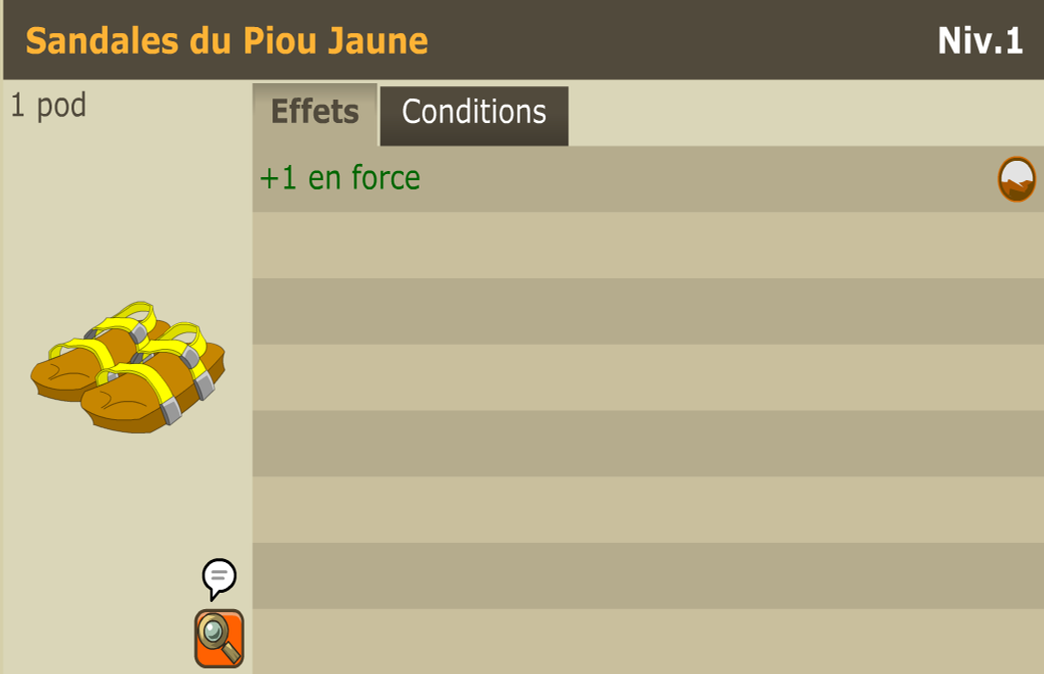 Sandales du Piou Jaune
Niv.1
1 pod
Effets
Conditions
+1 en force